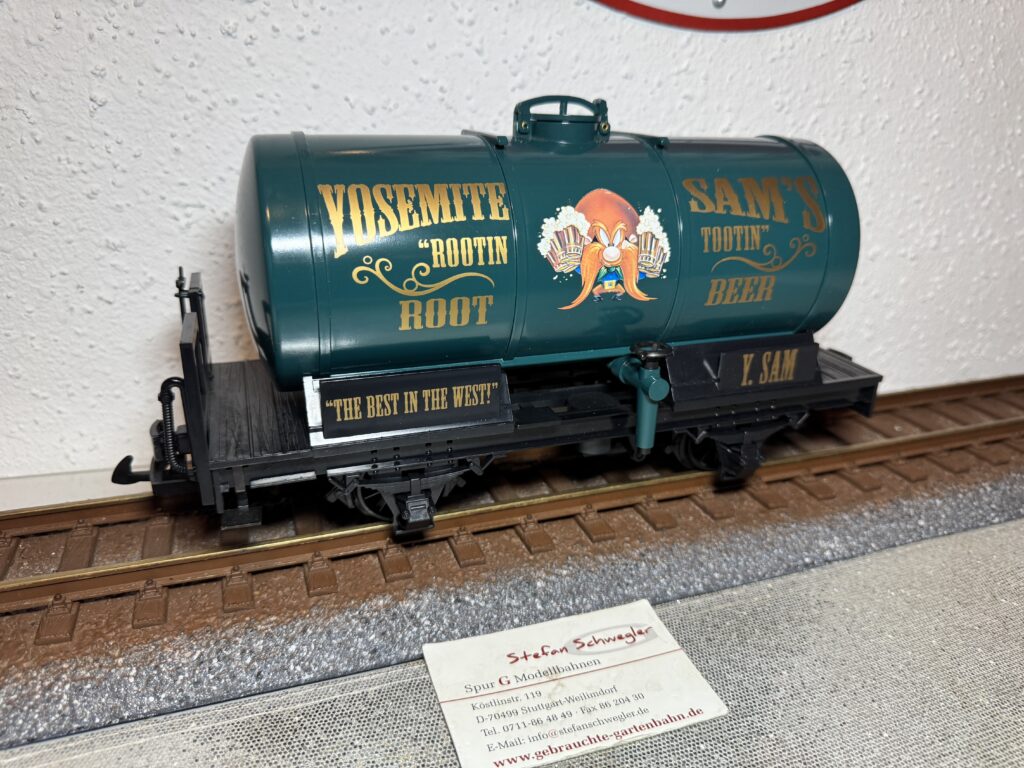 YOSEMITE
"ROOTIN
ROOT
SAM'S
TOOTIN"
BEER
"THE BEST IN THE WEST!"
Y. SAM
Stefan Schwegler
Spur G Modellbahnen
Köstlinstr. 119
D-70499 Stuttgart-Weilimdorf
Tel. 0711-86 48 49 · Fax 86 204 30
E-Mail: info@stefanschwegler.de
www.gebrauchte-gartenbahn.de